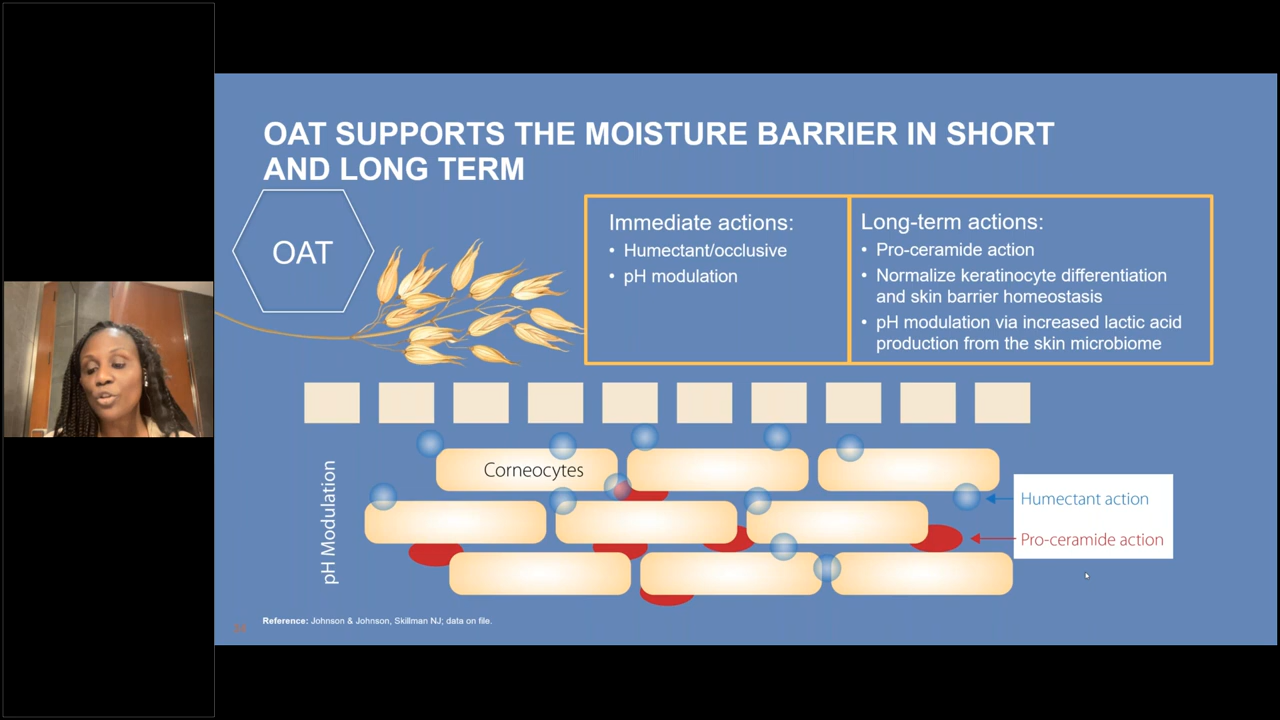 OAT SUPPORTS THE MOISTURE BARRIER IN SHORT
AND LONG TERM
OAT
Immediate actions:
• Humectant/occlusive
• pH modulation
Long-term actions:
• Pro-ceramide action
• Normalize keratinocyte differentiation
and skin barrier homeostasis
• pH modulation via increased lactic acid
production from the skin microbiome
pH Modulation
Corneocytes
Humectant action
Pro-ceramide action
Reference: Johnson & Johnson, Skillman NJ; data on file.